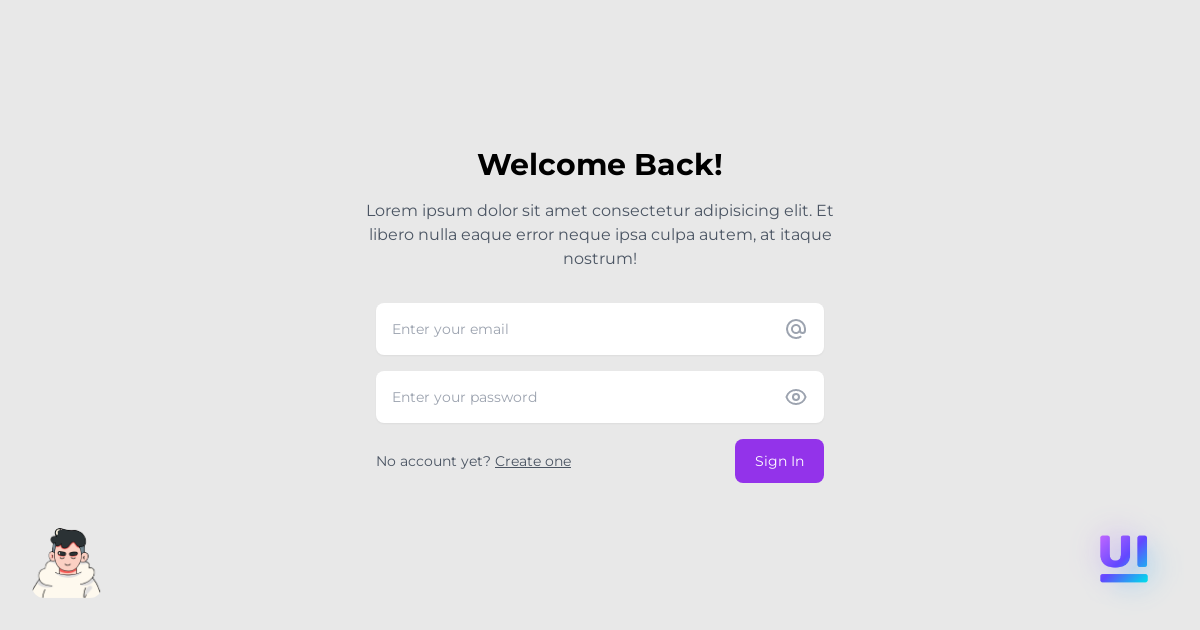 Welcome Back!
Lorem ipsum dolor sit amet consectetur adipisicing elit. Et
libero nulla eaque error neque ipsa culpa autem, at itaque
nostrum!
Enter your email
Enter your password
No account yet? Create one
Sign In
UI